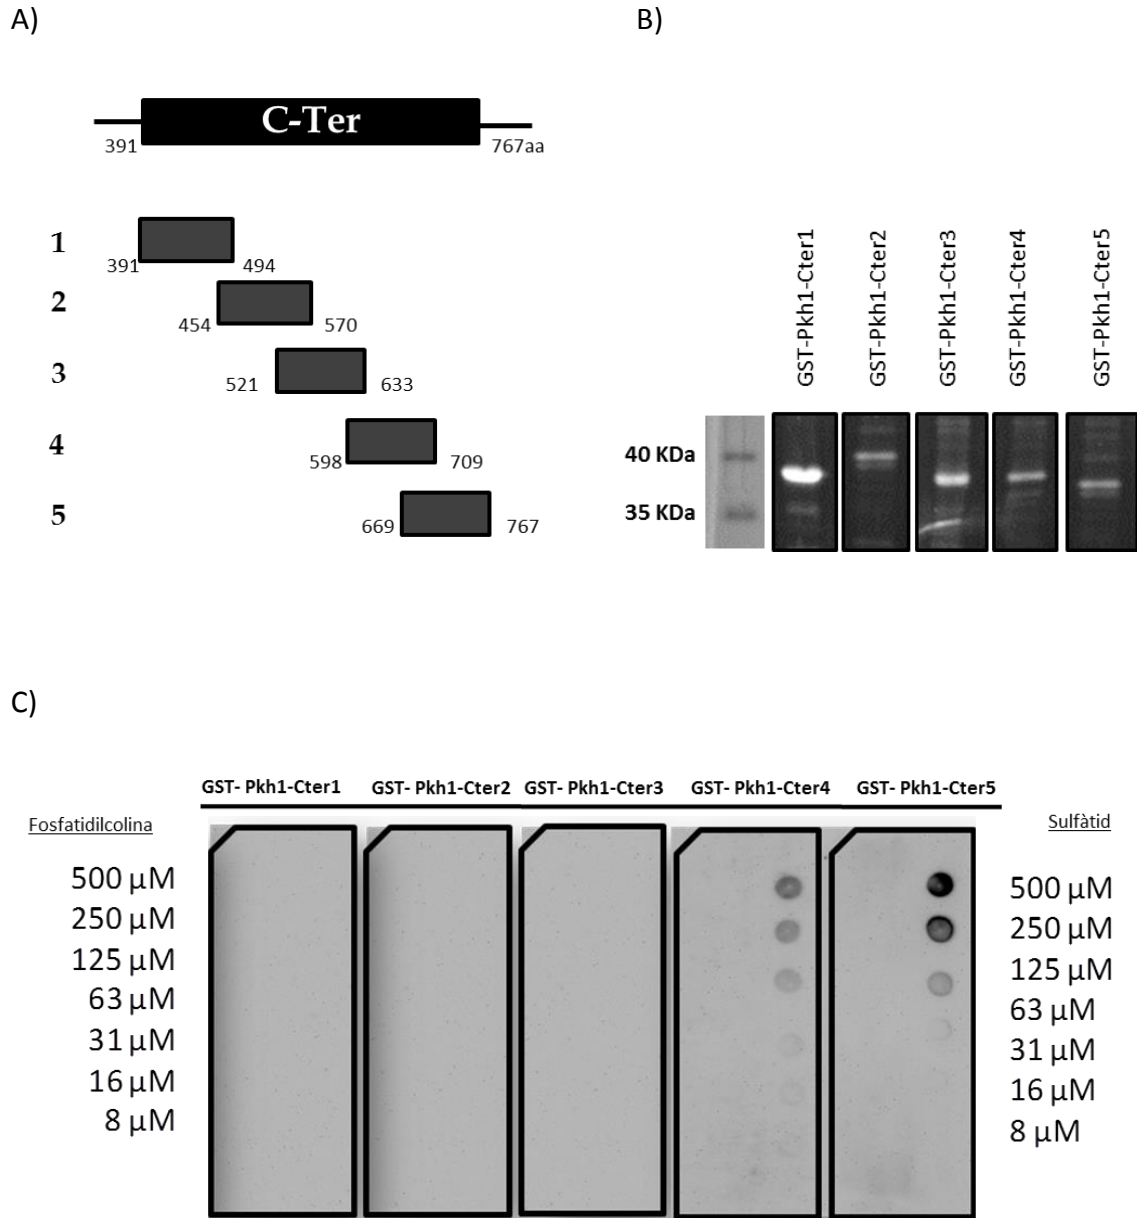 A)
C-Ter
391
767aa
1
391
494
2
454
570
3
521
633
4
598
709
5
669
767
B)
GST-Pkh1-Cter1
GST-Pkh1-Cter2
GST-Pkh1-Cter3
GST-Pkh1-Cter4
GST-Pkh1-Cter5
40 KDa
35 KDa
C)
GST- Pkh1-Cter1
GST- Pkh1-Cter2
GST- Pkh1-Cter3
GST- Pkh1-Cter4
GST- Pkh1-Cter5
Fosfatidilcolina
500 µM
250 µM
125 µM
63 µM
31 µM
16 µM
8 µM
Sulfàtid
500 µM
250 µM
125 µM
63 µM
31 µM
16 µM
8 µM